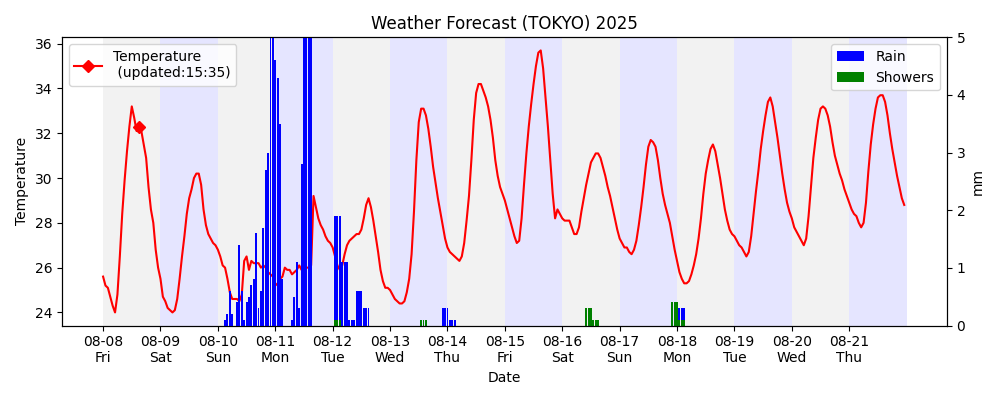 Weather Forecast (TOKYO) 2025
Temperature
(updated:15:35)
Rain
Showers
36
34
32
30
28
26
24
Temperature
5
4
3
2
1
0
mm
08-08 08-09 08-10 08-11 08-12 08-13 08-14 08-15 08-16 08-17 08-18 08-19 08-20 08-21
Fri Sat Sun Mon Tue Wed Thu Fri Sat Sun Mon Tue Wed Thu
Date